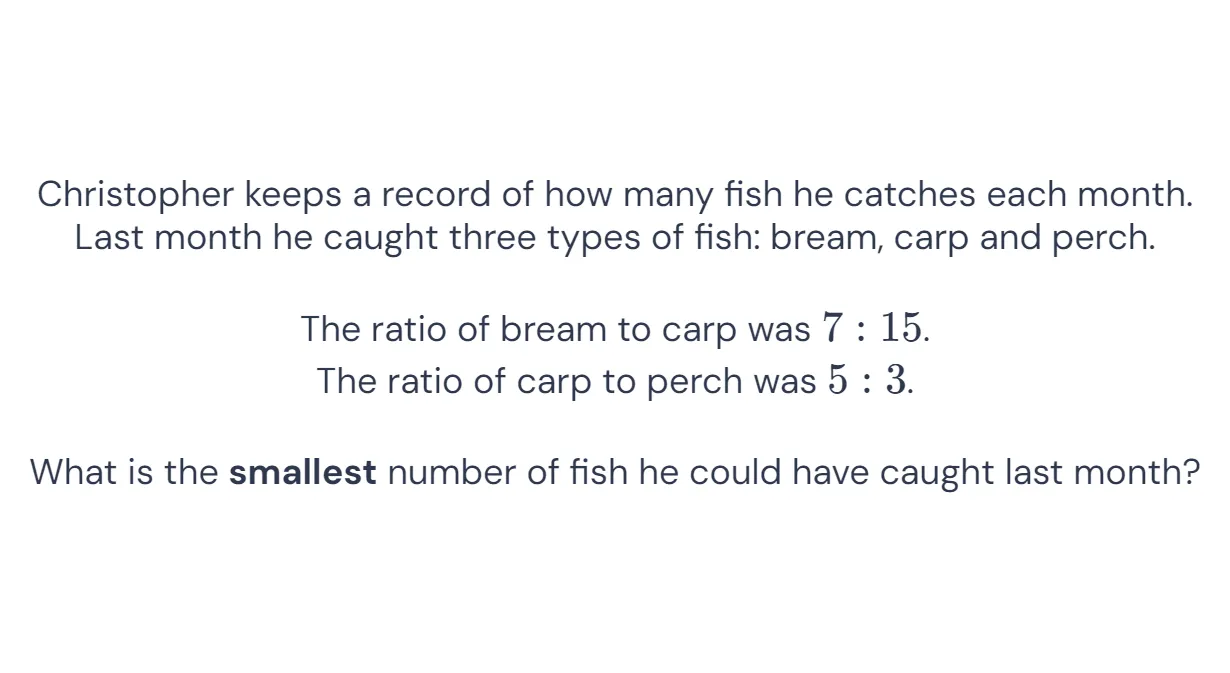 Christopher keeps a record of how many fish he catches each month.
Last month he caught three types of fish: bream, carp and perch.
The ratio of bream to carp was 7 : 15.
The ratio of carp to perch was 5 : 3.
What is the smallest number of fish he could have caught last month?